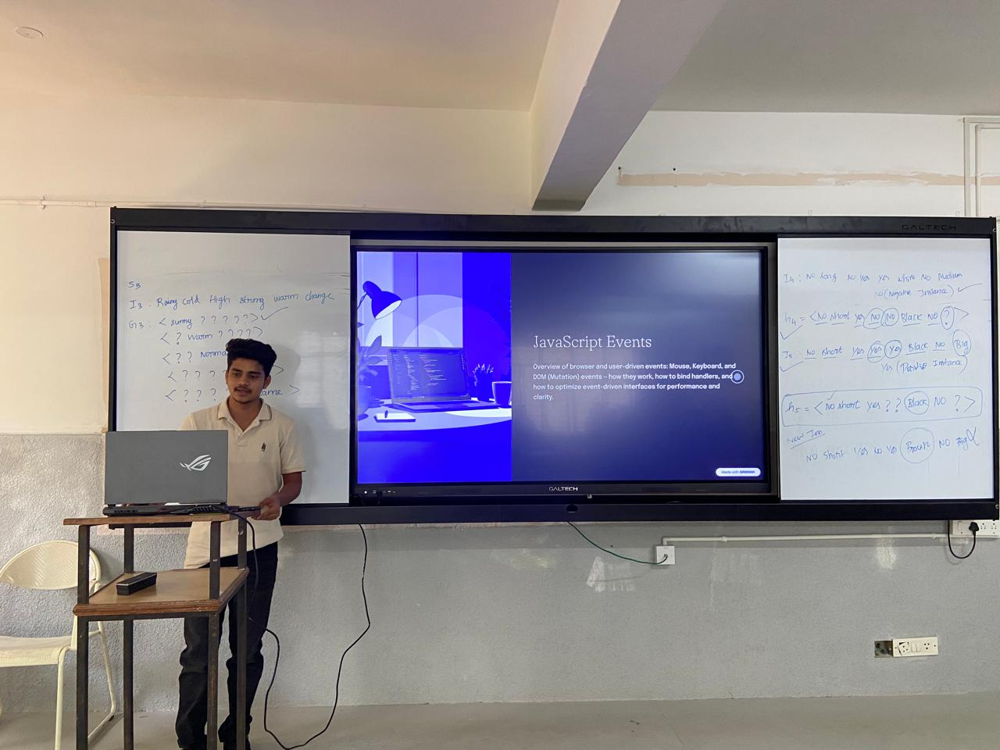 GALTECH
S3
I3 : Rainy cold High strong warm change
G3 : < sunny ? ? ? ? ? >
< ? warm ? ? ? ? >
< ? ? Norma
< ? ? ?
< ? ? ? ame >
JavaScript Events
Overview of browser and user-driven events: Mouse, Keyboard, and
DOM (Mutation) events – how they work, how to bind handlers, and
how to optimize event-driven interfaces for performance and
clarity.
Made with GAMMA
GALTECH
I4 : NO long NO yes yes white NO Medium
NO (Negative Instance)
h4 = < NO short yes NO NO Black NO ? >
I5 : NO short yes yes yes Black NO Big
Yes (Positive Instance)
h5 = < NO short yes ? ? Black NO ? >
New Ins
NO short yes NO yes NO Big